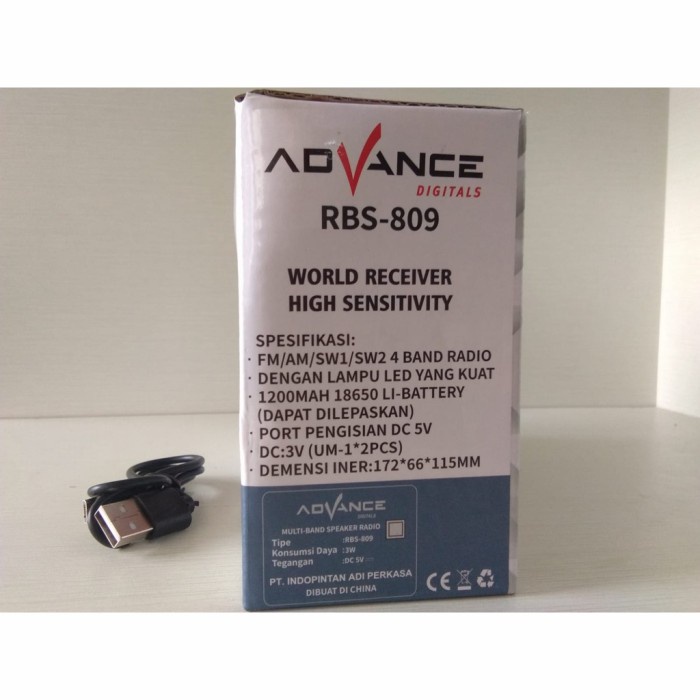 ADVANCE
DIGITALS
RBS-809
WORLD RECEIVER
HIGH SENSITIVITY
SPESIFIKASI:
· FM/AM/SW1/SW2 4 BAND RADIO
· DENGAN LAMPU LED YANG KUAT
· 1200MAH 18650 LI-BATTERY
(DAPAT DILEPASKAN)
· PORT PENGISIAN DC 5V
· DC:3V (UM-1*2PCS)
· DEMENSI INER:172*66*115MM
ADVANCE
DIGITALS
MULTI-BAND SPEAKER RADIO
Tipe :RBS-809
Konsumsi Daya :3W
Tegangan :DC 5V
PT. INDOPINTAN ADI PERKASA
DIBUAT DI CHINA
CE